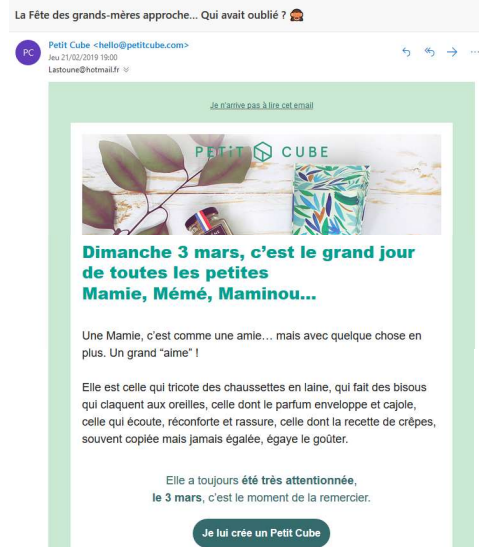 La Fête des grands-mères approche... Qui avait oublié ? 🙈
PC
Petit Cube <hello@petitcube.com>
Jeu 21/02/2019 19:00
Lastoune@hotmail.fr
Je n'arrive pas à lire cet email
PETiT CUBE
Dimanche 3 mars, c'est le grand jour
de toutes les petites
Mamie, Mémé, Maminou...
Une Mamie, c'est comme une amie… mais avec quelque chose en
plus. Un grand “aime” !
Elle est celle qui tricote des chaussettes en laine, qui fait des bisous
qui claquent aux oreilles, celle dont le parfum enveloppe et cajole,
celle qui écoute, réconforte et rassure, celle dont la recette de crêpes,
souvent copiée mais jamais égalée, égaye le goûter.
Elle a toujours été très attentionnée,
le 3 mars, c'est le moment de la remercier.
Je lui crée un Petit Cube